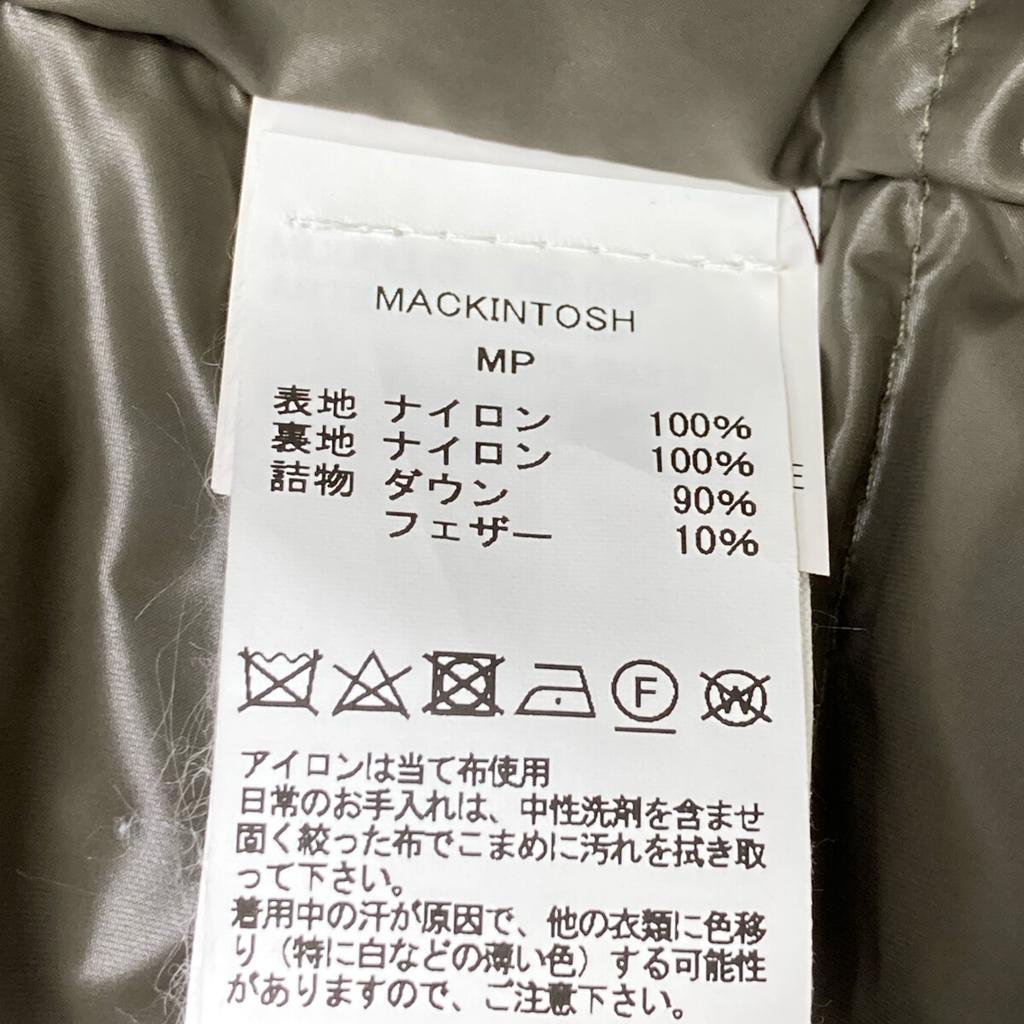 MACKINTOSH
MP
表地 ナイロン 100%
裏地 ナイロン 100%
詰物 ダウン 90%
フェザー 10%
F
W
アイロンは当て布使用
日常のお手入れは、中性洗剤を含ませ
固く絞った布でこまめに汚れを拭き取
って下さい。
着用中の汗が原因で、他の衣類に色移
り（特に白などの薄い色）する可能性
がありますので、ご注意下さい。